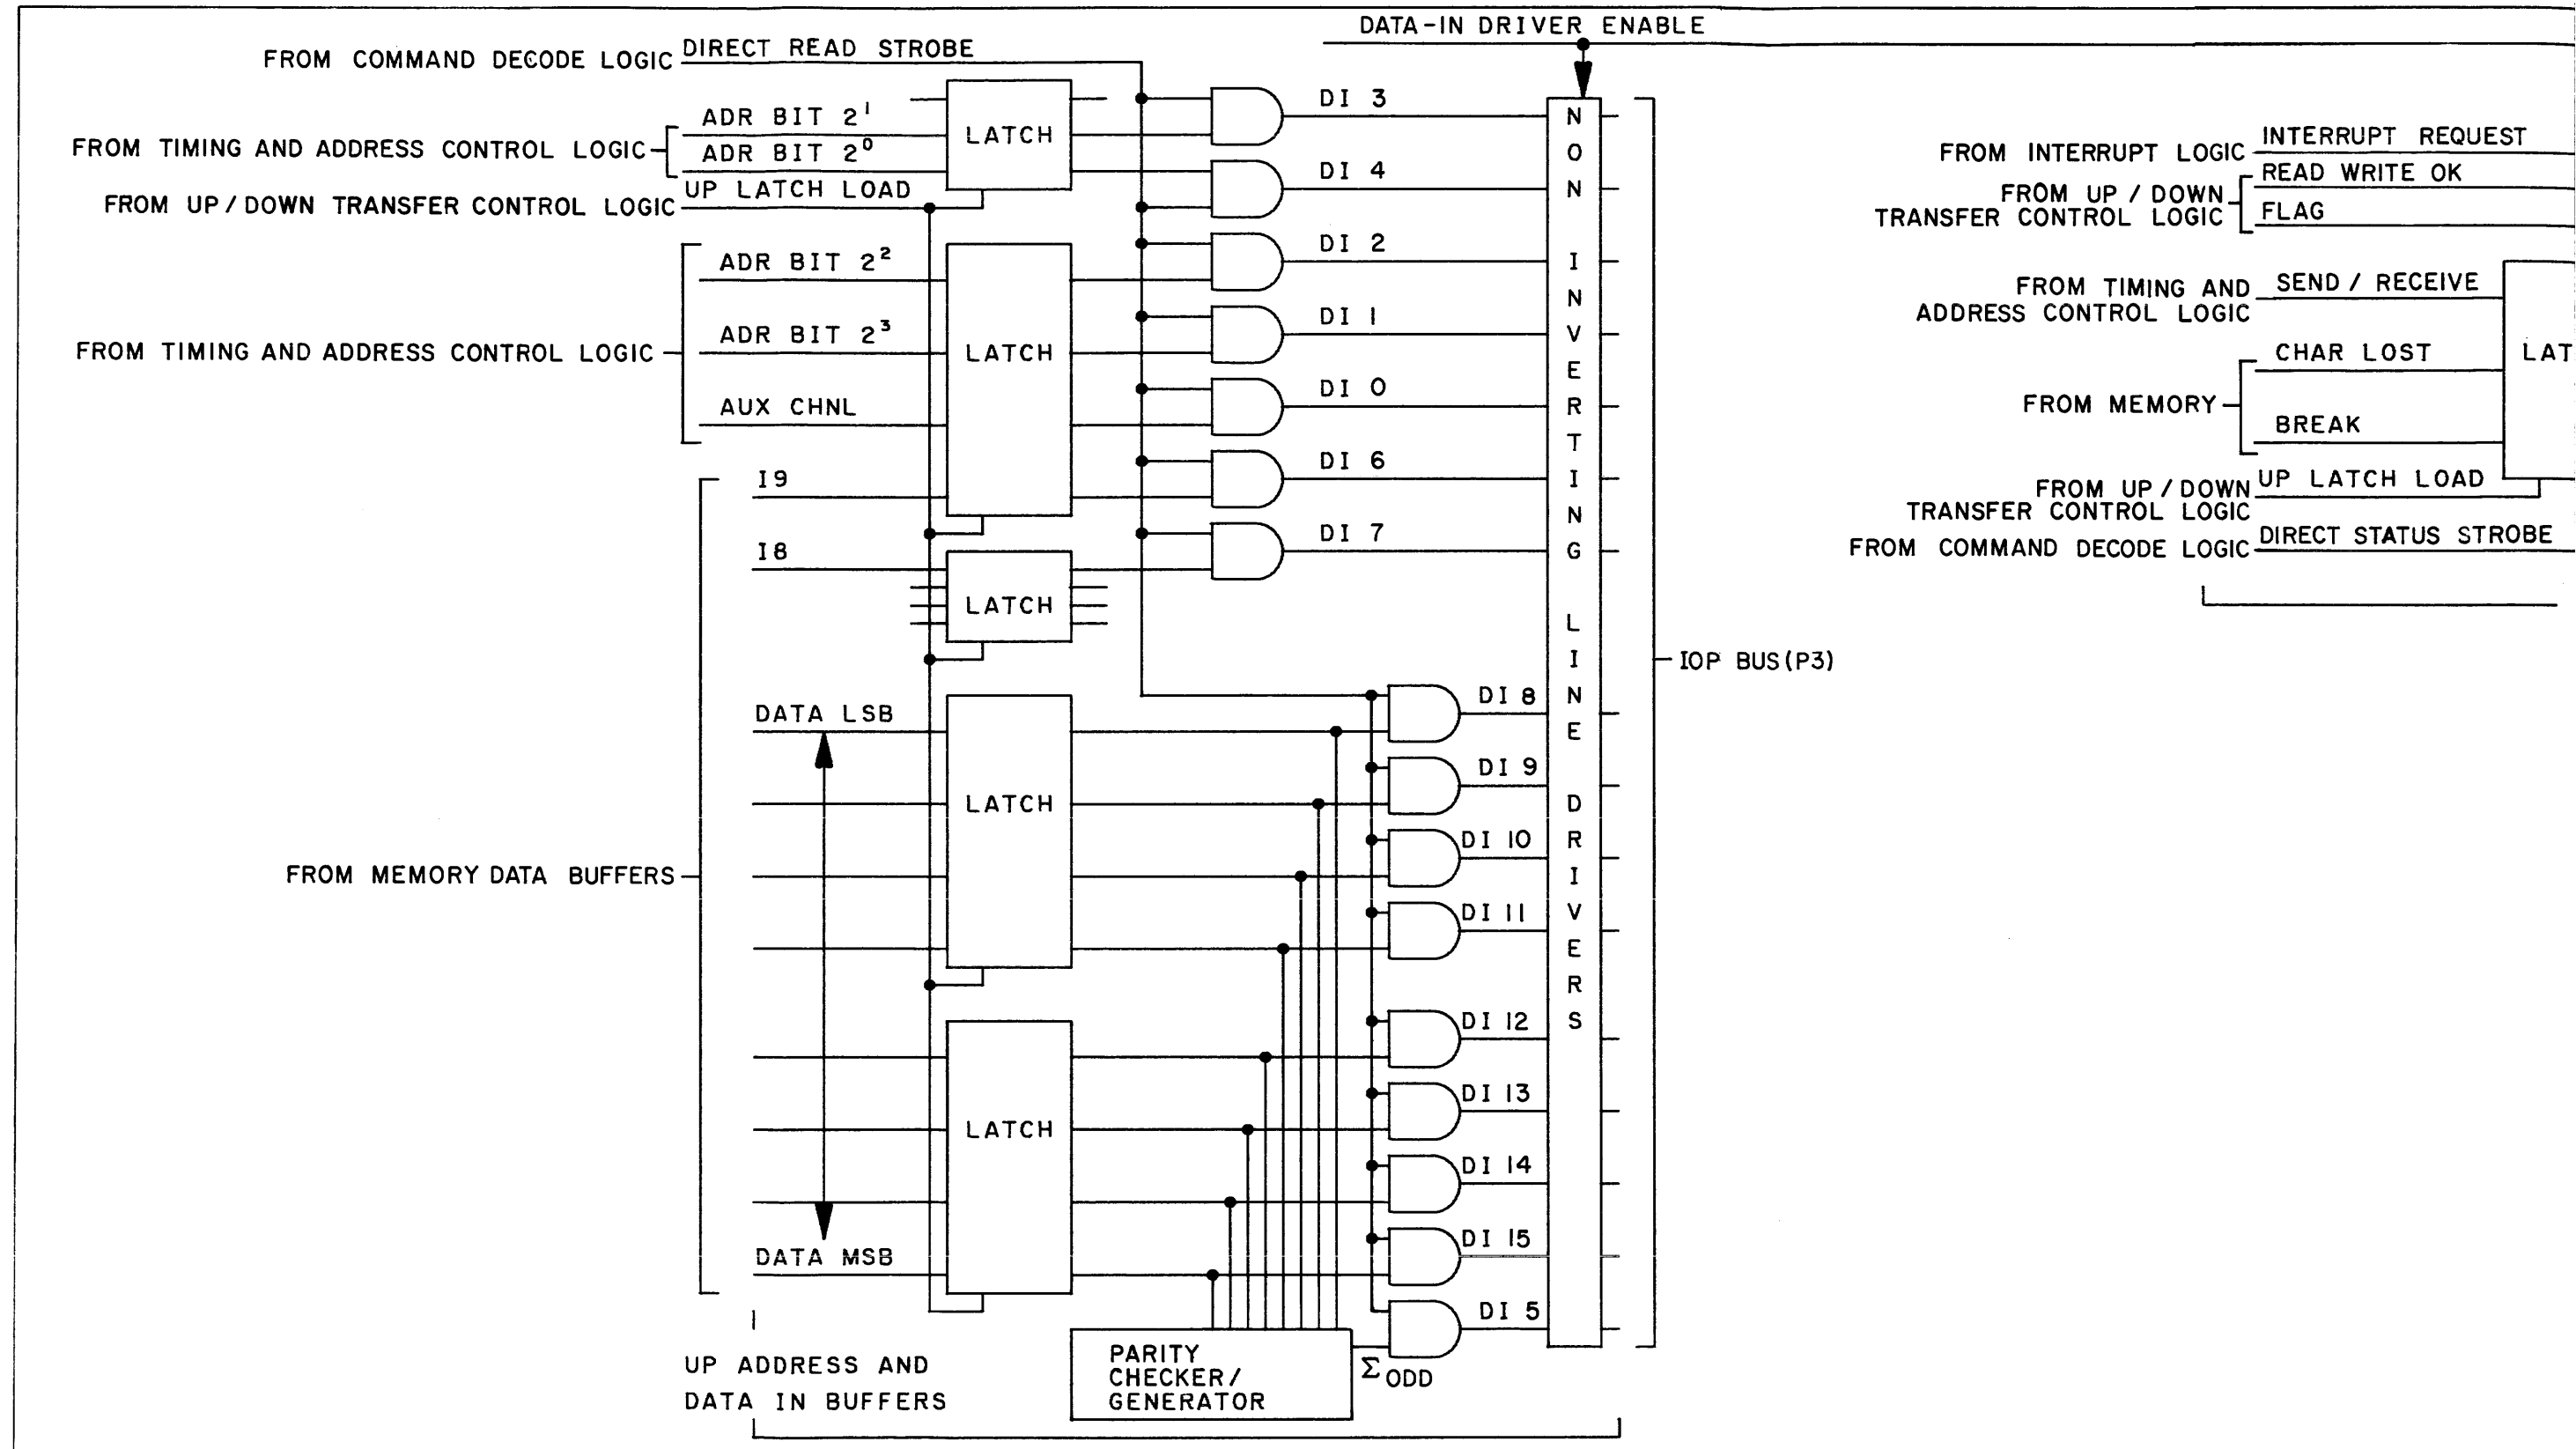 DATA-IN DRIVER ENABLE
FROM COMMAND DECODE LOGIC
DIRECT READ STROBE
FROM TIMING AND ADDRESS CONTROL LOGIC
ADR BIT 2¹
ADR BIT 2⁰
FROM UP / DOWN TRANSFER CONTROL LOGIC
UP LATCH LOAD
LATCH
FROM TIMING AND ADDRESS CONTROL LOGIC
ADR BIT 2²
ADR BIT 2³
AUX CHNL
LATCH
I9
I8
LATCH
FROM MEMORY DATA BUFFERS
DATA LSB
LATCH
LATCH
DATA MSB
DI 3
DI 4
DI 2
DI 1
DI 0
DI 6
DI 7
DI 8
DI 9
DI 10
DI 11
DI 12
DI 13
DI 14
DI 15
DI 5
NON INVERTING LINE DRIVERS
IOP BUS(P3)
PARITY
CHECKER/
GENERATOR
Σ ODD
UP ADDRESS AND
DATA IN BUFFERS
FROM INTERRUPT LOGIC
INTERRUPT REQUEST
READ WRITE OK
FROM UP / DOWN
TRANSFER CONTROL LOGIC
FLAG
FROM TIMING AND
ADDRESS CONTROL LOGIC
SEND / RECEIVE
CHAR LOST
FROM MEMORY
BREAK
LAT
FROM UP / DOWN
TRANSFER CONTROL LOGIC
UP LATCH LOAD
FROM COMMAND DECODE LOGIC
DIRECT STATUS STROBE